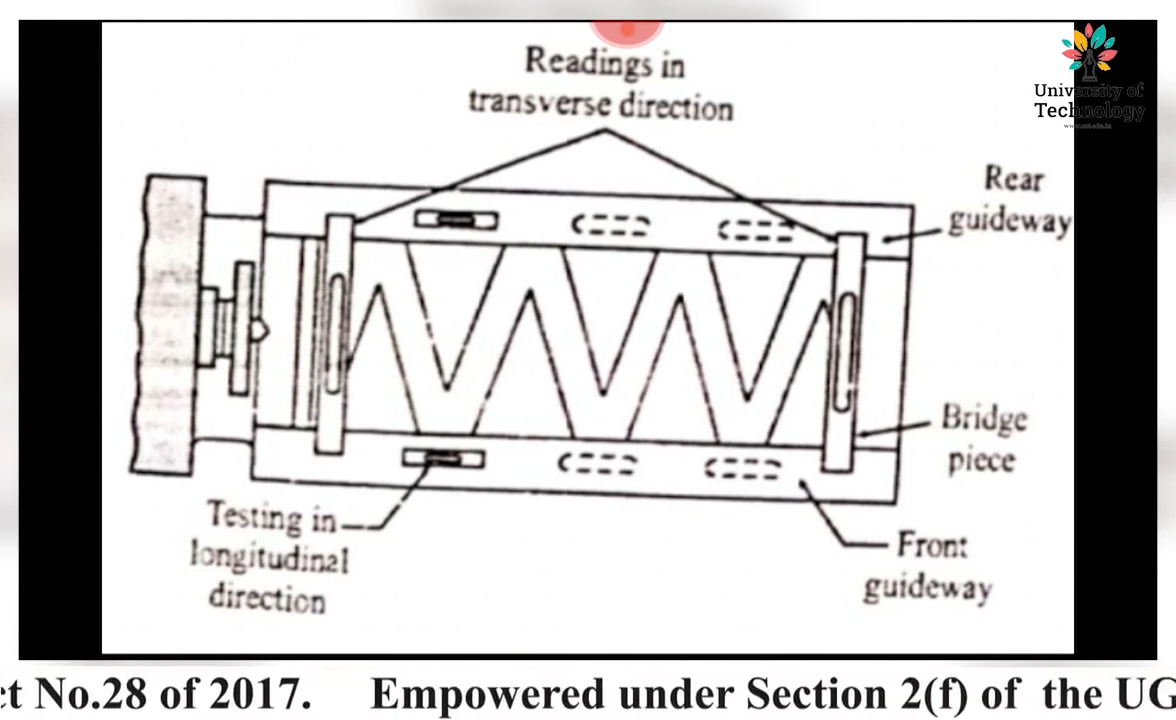 Readings in
transverse direction
University of
Technology
Rear
guideway
Bridge
piece
Testing in
longitudinal
direction
Front
guideway
ct No.28 of 2017. Empowered under Section 2(f) of the UG